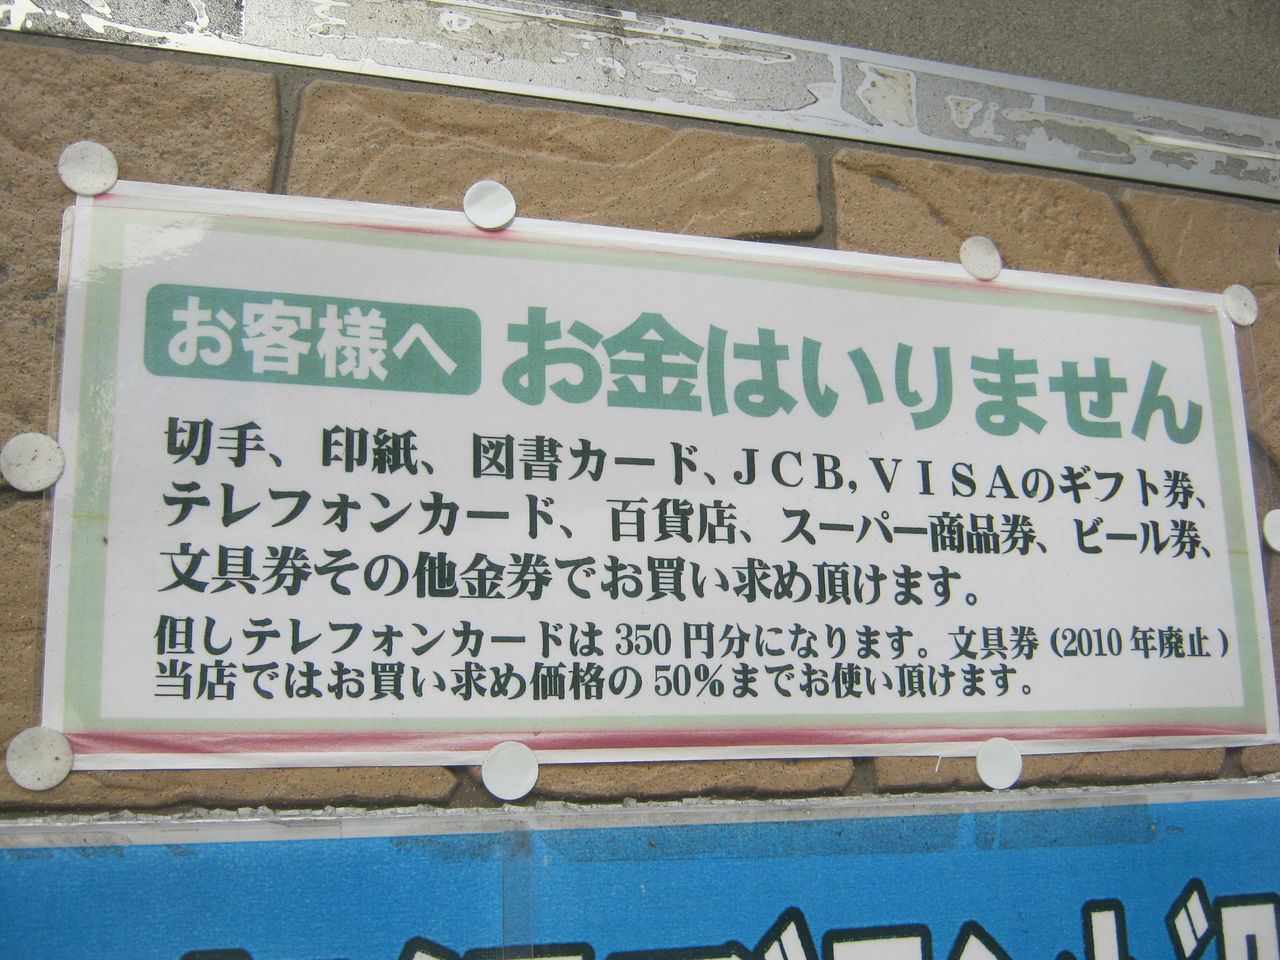 お客様へ お金はいりません
切手、印紙、図書カード、JCB,VISAのギフト券、
テレフォンカード、百貨店、スーパー商品券、ビール券、
文具券その他金券でお買い求め頂けます。
但しテレフォンカードは350円分になります。文具券(2010年廃止)
当店ではお買い求め価格の50%までお使い頂けます。